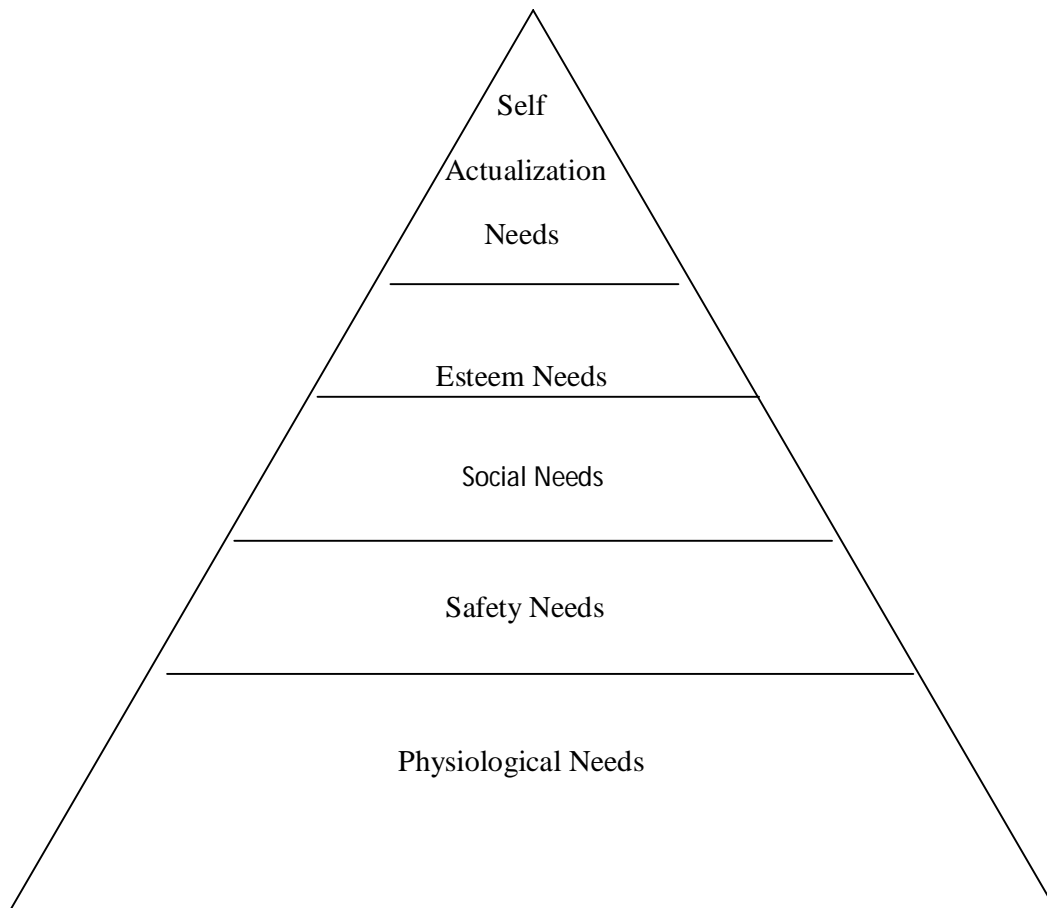 Self
Actualization
Needs
Esteem Needs
Social Needs
Safety Needs
Physiological Needs